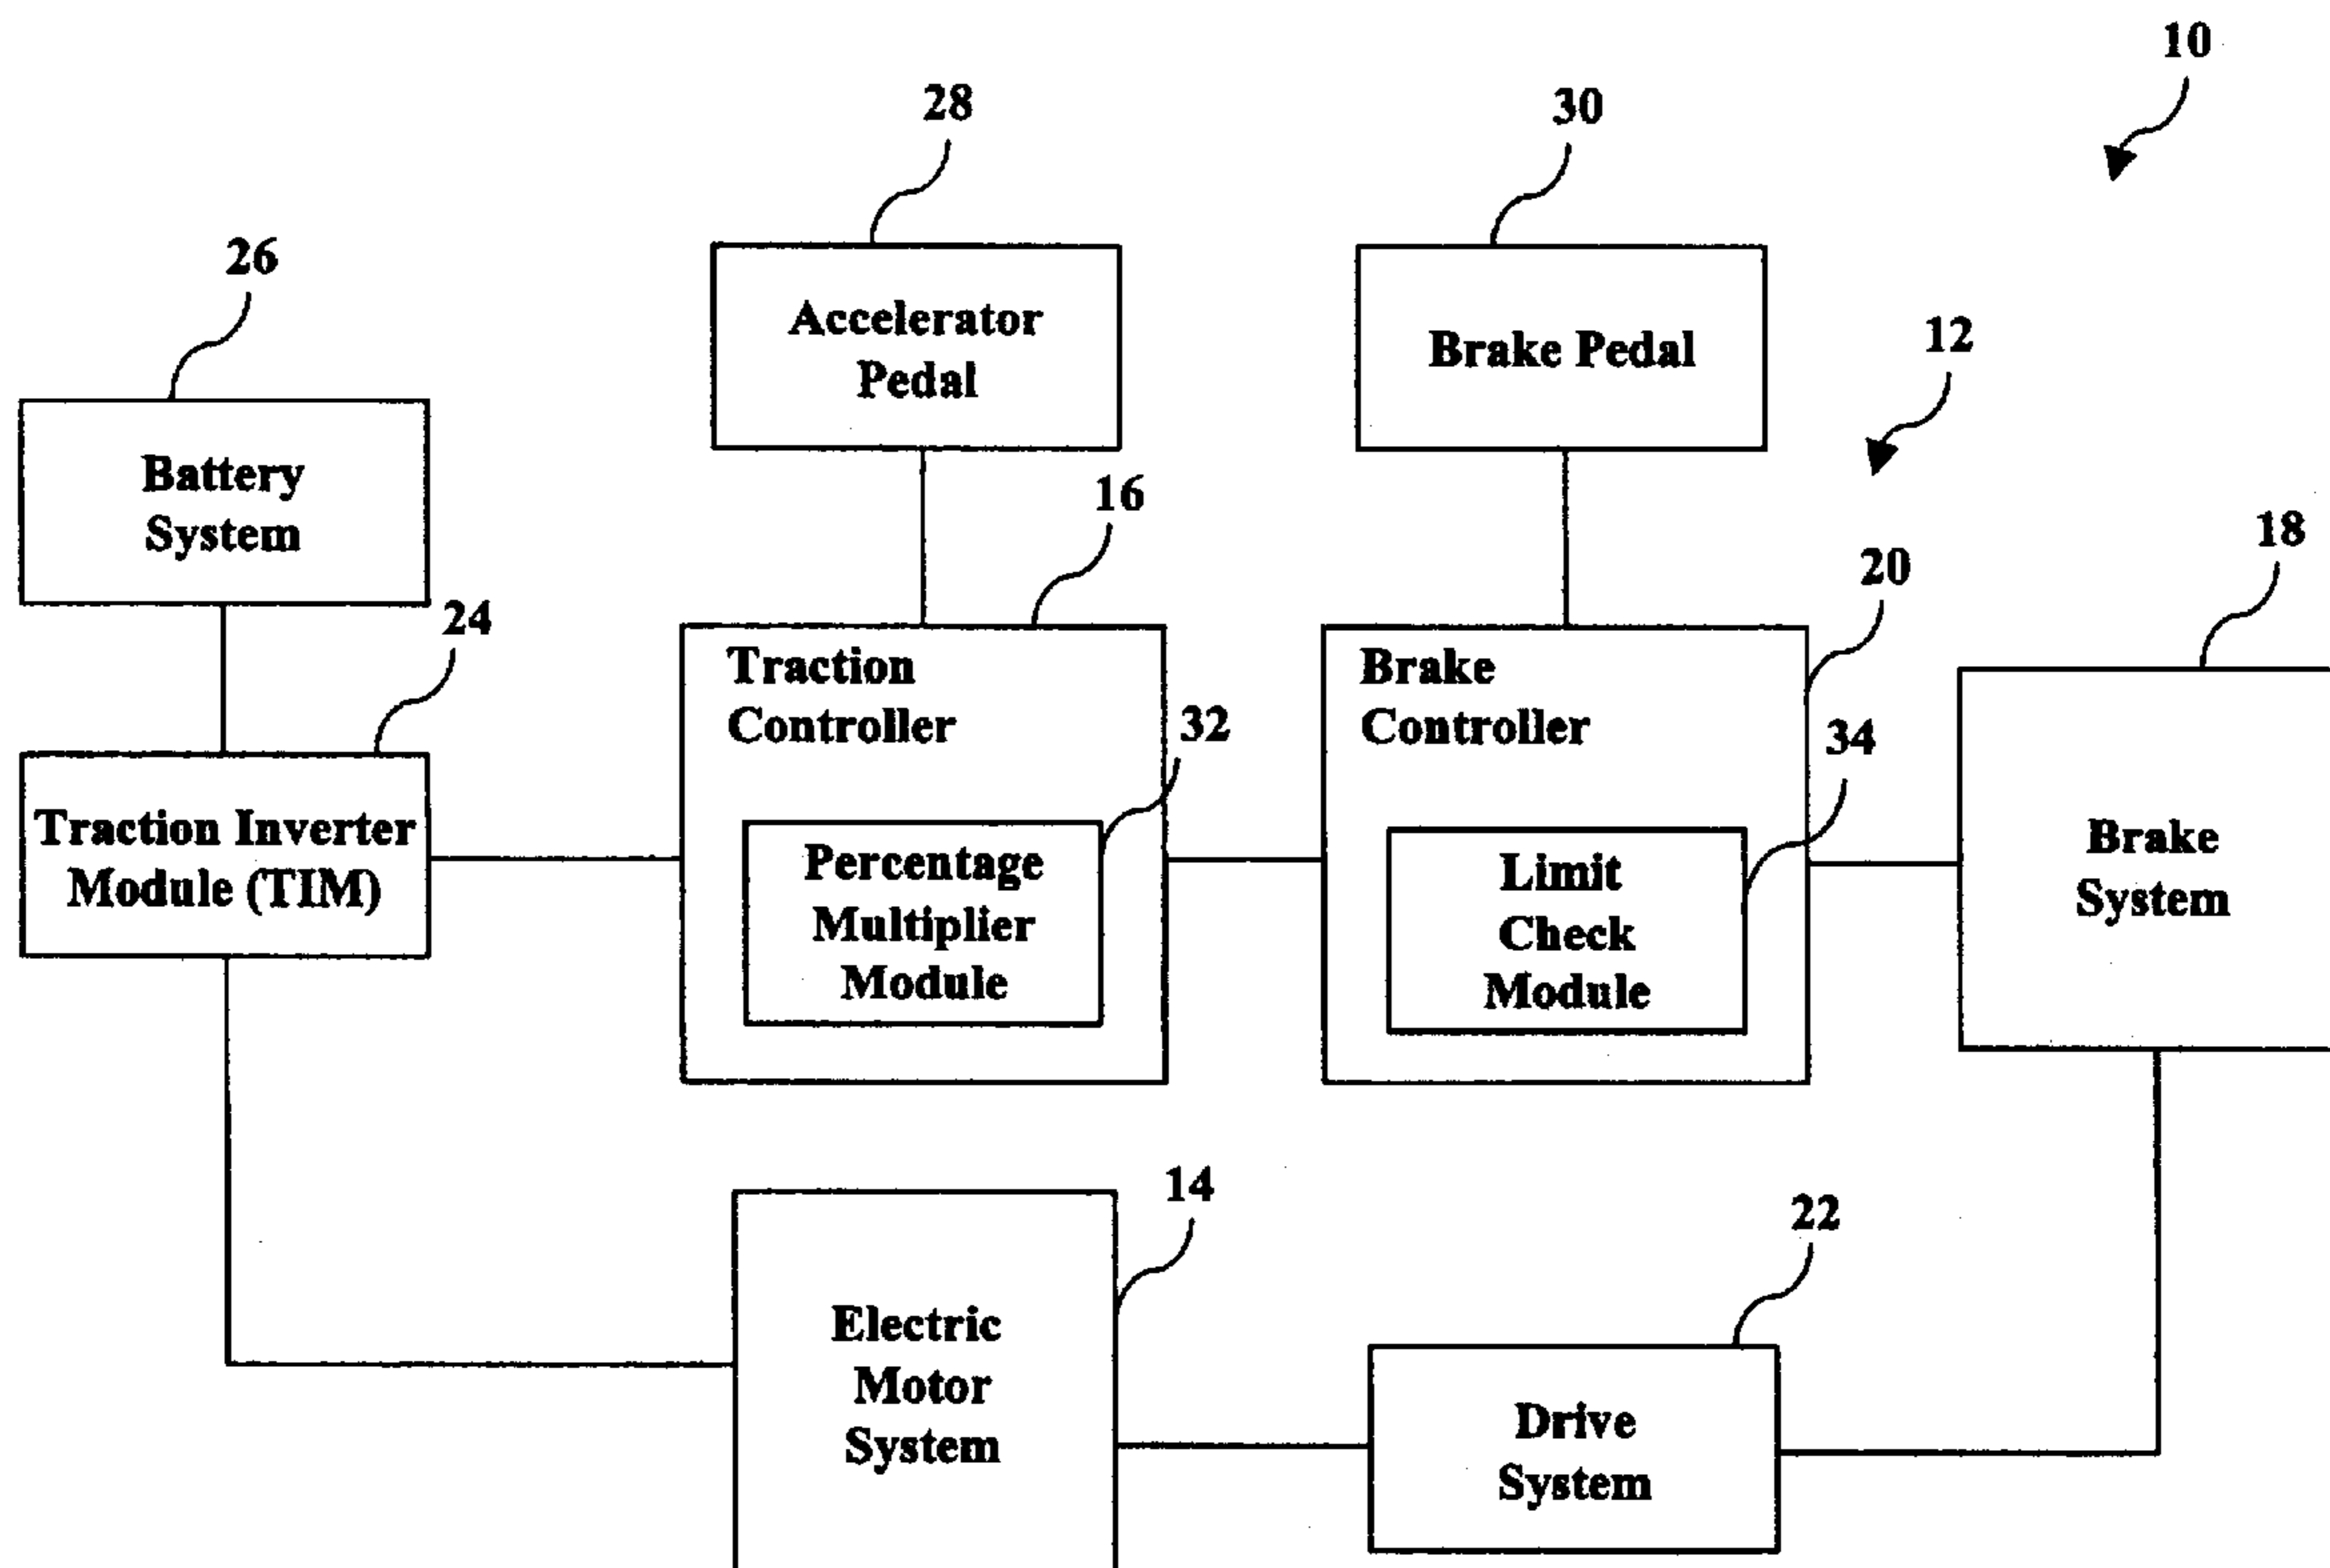 10
28
30
26
Accelerator
Pedal
Brake Pedal
12
Battery
System
16
18
20
24
Traction
Controller
Brake
Controller
32
34
Traction Inverter
Module (TIM)
Percentage
Multiplier
Module
Limit
Check
Module
Brake
System
14
22
Electric
Motor
System
Drive
System